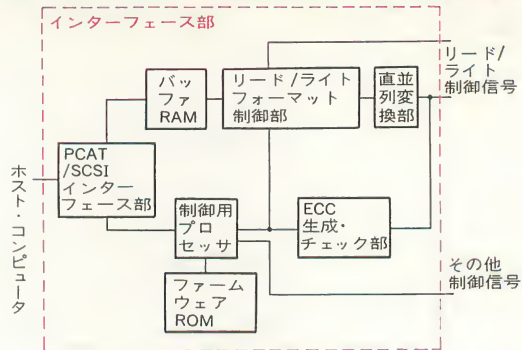 インターフェース部
リード/
ライト
制御信号
バッ
ファ
RAM
リード/ライト
フォーマット
制御部
直並
列変
換部
PCAT
/SCSI
インター
フェース部
ホスト・コンピュータ
制御用
プロ
セッサ
ECC
生成・
チェック部
ファーム
ウェア
ROM
その他
制御信号